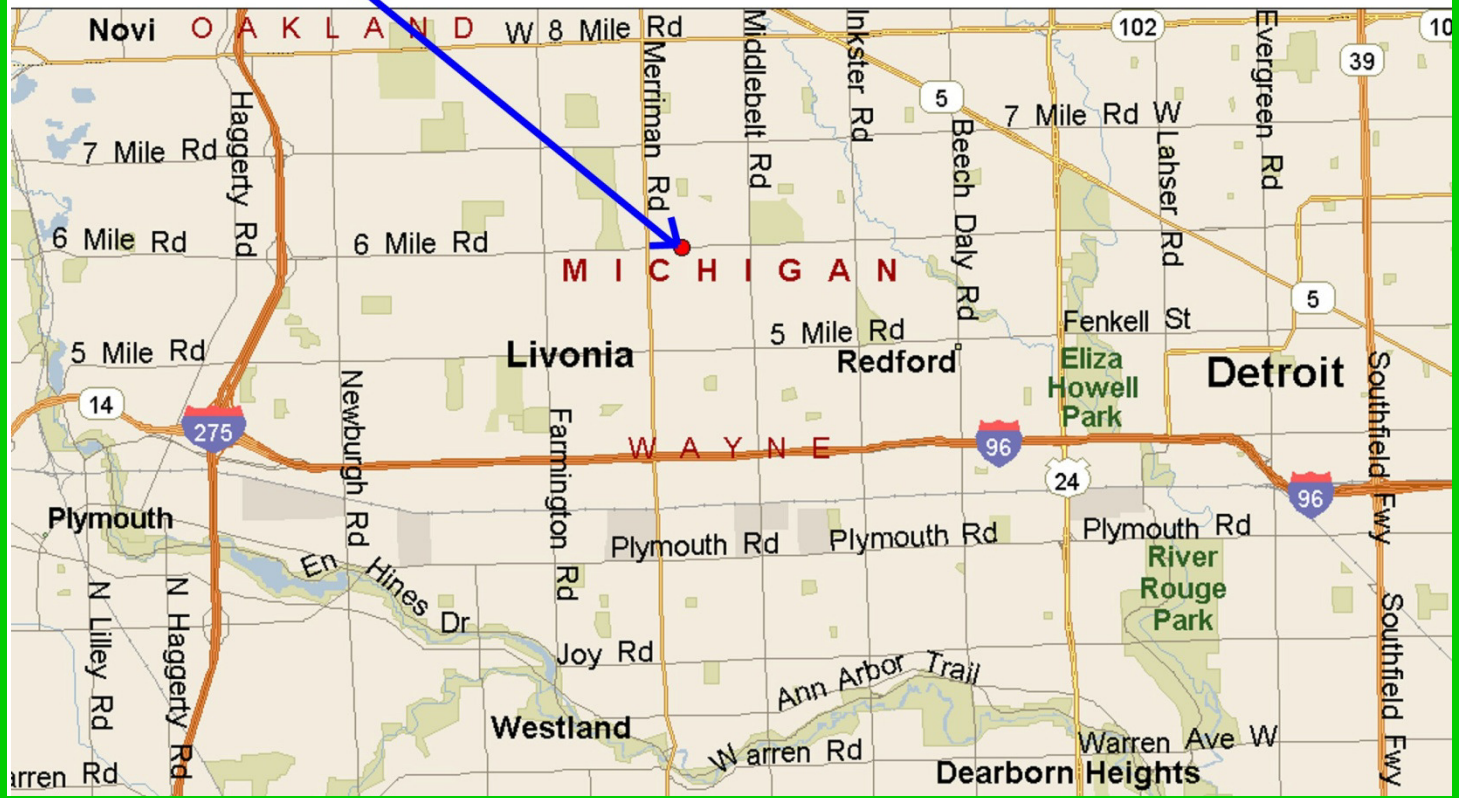 Novi
OAKLAND
W 8 Mile Rd
Merriman Rd
Middlebelt Rd
Inkster Rd
102
Evergreen Rd
39
10
5
7 Mile Rd W
Haggerty Rd
7 Mile Rd
Beech Daly Rd
Lahser Rd
6 Mile Rd
6 Mile Rd
MICHIGAN
5
5 Mile Rd
Fenkell St
5 Mile Rd
Livonia
Redford
Eliza
Howell
Park
Detroit
Southfield Fwy
14
275
Newburgh Rd
Farmington Rd
WAYNE
96
24
96
Plymouth
Plymouth Rd
Plymouth Rd
Plymouth Rd
River
Rouge
Park
En Hines Dr
N Lilley Rd
N Haggerty Rd
Southfield Fwy
Joy Rd
Ann Arbor Trail
Westland
Warren Rd
Warren Ave W
arren Rd
Dearborn Heights